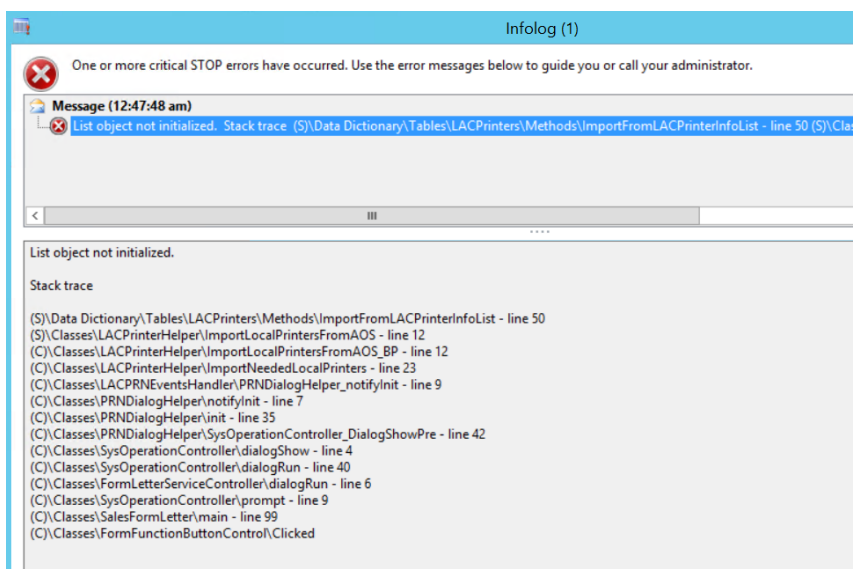 Infolog (1)
One or more critical STOP errors have occurred. Use the error messages below to guide you or call your administrator.
Message (12:47:48 am)
List object not initialized.  Stack trace  (S)\Data Dictionary\Tables\LACPrinters\Methods\ImportFromLACPrinterInfoList - line 50 (S)\Clas
List object not initialized.
Stack trace
(S)\Data Dictionary\Tables\LACPrinters\Methods\ImportFromLACPrinterInfoList - line 50
(S)\Classes\LACPrinterHelper\ImportLocalPrintersFromAOS - line 12
(C)\Classes\LACPrinterHelper\ImportLocalPrintersFromAOS_BP - line 12
(C)\Classes\LACPrinterHelper\ImportNeededLocalPrinters - line 23
(C)\Classes\LACPRNEventsHandler\PRNDialogHelper_notifyInit - line 9
(C)\Classes\PRNDialogHelper\notifyInit - line 7
(C)\Classes\PRNDialogHelper\init - line 35
(C)\Classes\PRNDialogHelper\SysOperationController_DialogShowPre - line 42
(C)\Classes\SysOperationController\dialogShow - line 4
(C)\Classes\SysOperationController\dialogRun - line 40
(C)\Classes\FormLetterServiceController\dialogRun - line 6
(C)\Classes\SysOperationController\prompt - line 9
(C)\Classes\SalesFormLetter\main - line 99
(C)\Classes\FormFunctionButtonControl\Clicked